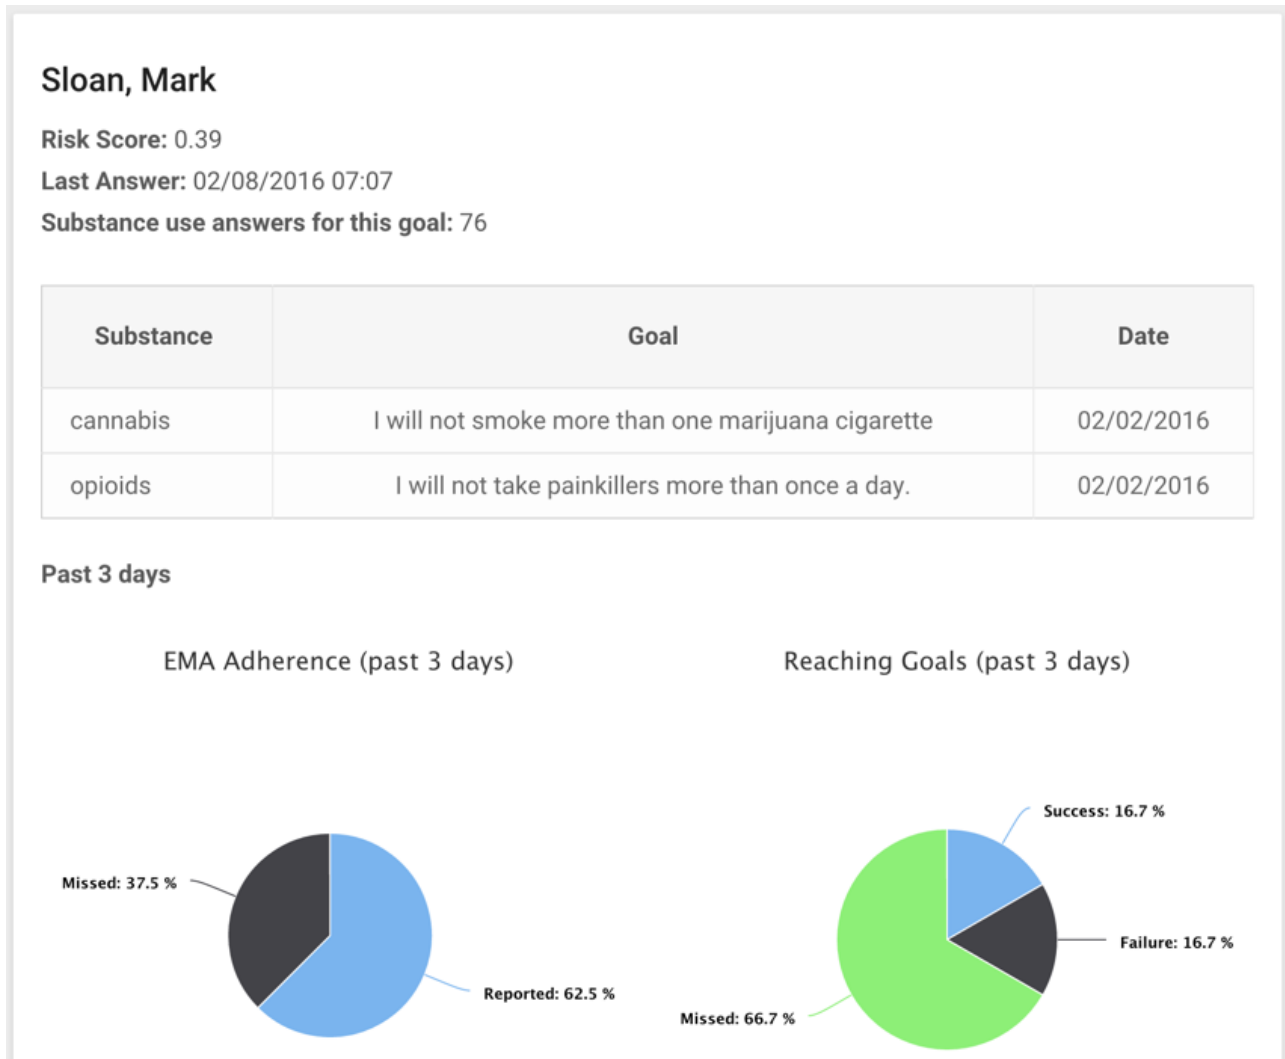 Sloan, Mark
Risk Score: 0.39
Last Answer: 02/08/2016 07:07
Substance use answers for this goal: 76
Substance Goal Date
cannabis I will not smoke more than one marijuana cigarette 02/02/2016
opioids I will not take painkillers more than once a day. 02/02/2016
Past 3 days
EMA Adherence (past 3 days)
Missed: 37.5 %
Reported: 62.5 %
Reaching Goals (past 3 days)
Success: 16.7 %
Failure: 16.7 %
Missed: 66.7 %